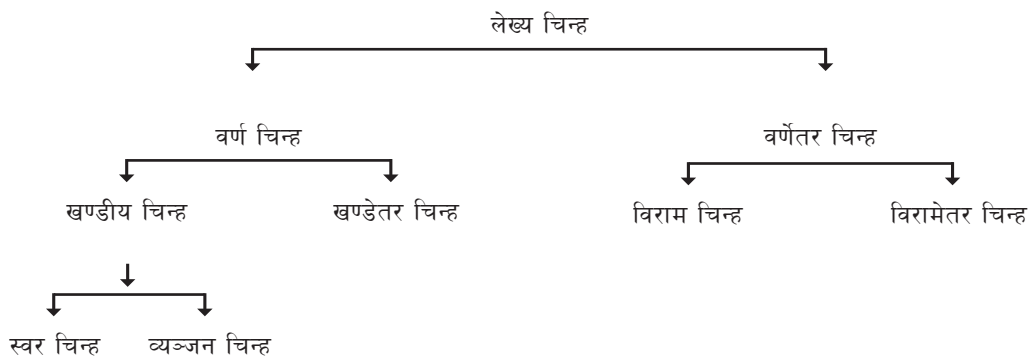 लेख्य चिन्ह
वर्ण चिन्ह वर्णेतर चिन्ह
खण्डीय चिन्ह खण्डेतर चिन्ह विराम चिन्ह विरामेतर चिन्ह
स्वर चिन्ह व्यञ्जन चिन्ह